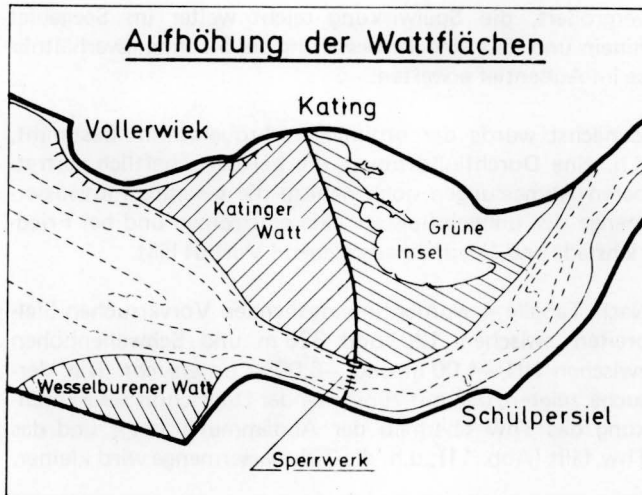 Aufhöhung der Wattflächen
Kating
Vollerwiek
Katinger
Watt
Grüne
Insel
Wesselburener Watt
Schülpersiel
Sperrwerk